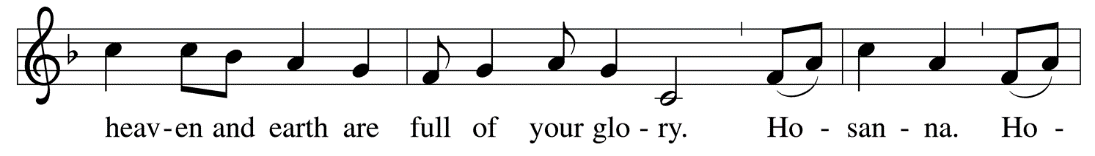 heav-en and earth are full of your glo - ry. Ho - san - na. Ho -